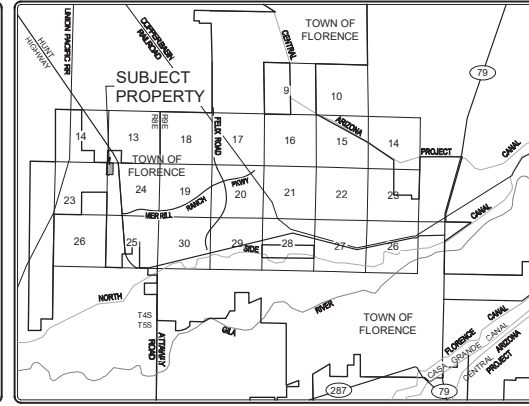 TOWN OF
FLORENCE
UNION PACIFIC RR
HUNT
HIGHWAY
COPPERBASIN
RAILROAD
CENTRAL
79
SUBJECT
PROPERTY
9
10
R8E
R9E
FELIX ROAD
ARIZONA
14
13
18
17
16
15
14
PROJECT
CANAL
TOWN OF
FLORENCE
PKWY
RANCH
MERRILL
23
24
19
20
21
22
23
CANAL
26
25
30
29
SIDE
28
27
26
NORTH
T4S
T5S
ATTAWAY
ROAD
GILA
RIVER
TOWN OF
FLORENCE
FLORENCE CANAL
CASA GRANDE CANAL
CENTRAL ARIZONA
PROJECT
287
79